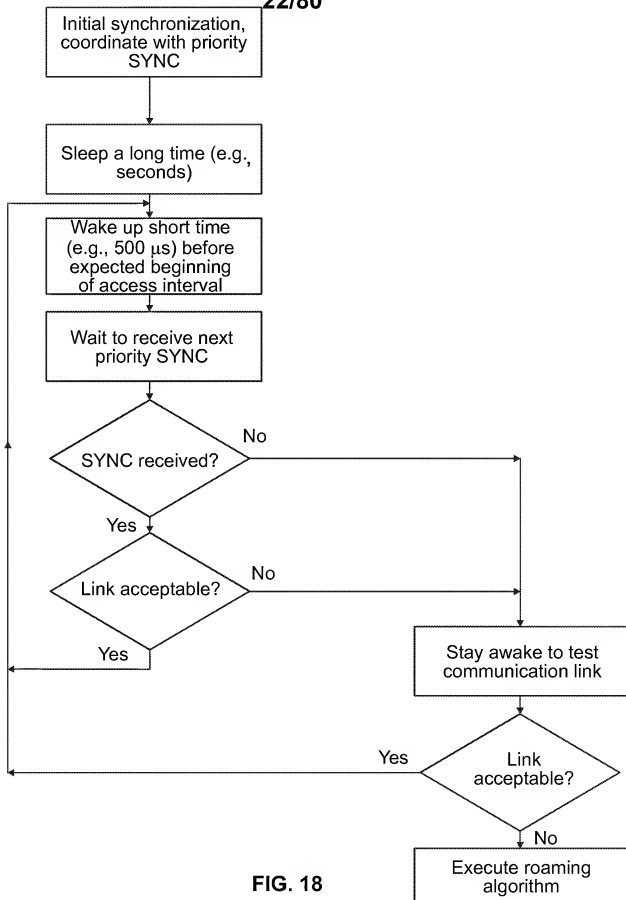 22/80
Initial synchronization,
coordinate with priority
SYNC
Sleep a long time (e.g.,
seconds)
Wake up short time
(e.g., 500 μs) before
expected beginning
of access interval
Wait to receive next
priority SYNC
SYNC received?
No
Yes
Link acceptable?
No
Yes
Stay awake to test
communication link
Link
acceptable?
Yes
No
Execute roaming
algorithm
FIG. 18